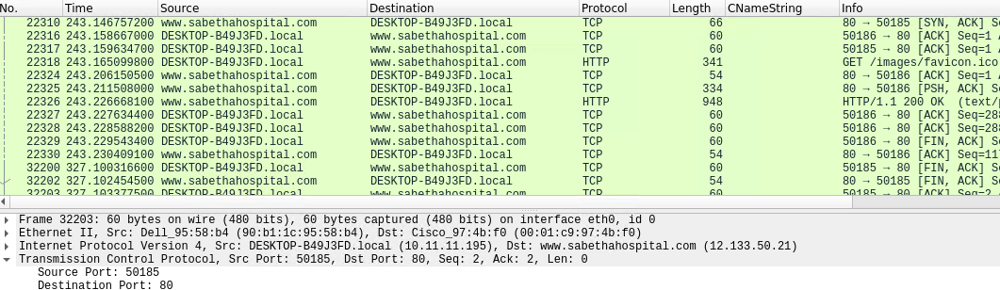 No. Time Source Destination Protocol Length CNameString Info
22310 243.146757200 www.sabethahospital.com DESKTOP-B49J3FD.local TCP 66 80 → 50185 [SYN, ACK] Se
22316 243.158667000 DESKTOP-B49J3FD.local www.sabethahospital.com TCP 60 50186 → 80 [ACK] Seq=1 A
22317 243.159634700 DESKTOP-B49J3FD.local www.sabethahospital.com TCP 60 50185 → 80 [ACK] Seq=1 A
22318 243.165099800 DESKTOP-B49J3FD.local www.sabethahospital.com HTTP 341 GET /images/favicon.ico
22324 243.206150500 www.sabethahospital.com DESKTOP-B49J3FD.local TCP 54 80 → 50186 [ACK] Seq=1 A
22325 243.211508000 www.sabethahospital.com DESKTOP-B49J3FD.local TCP 334 80 → 50186 [PSH, ACK] Se
22326 243.226668100 www.sabethahospital.com DESKTOP-B49J3FD.local HTTP 948 HTTP/1.1 200 OK (text/p
22327 243.227634400 DESKTOP-B49J3FD.local www.sabethahospital.com TCP 60 50186 → 80 [ACK] Seq=288
22328 243.228588200 DESKTOP-B49J3FD.local www.sabethahospital.com TCP 60 50186 → 80 [ACK] Seq=288
22329 243.229543400 DESKTOP-B49J3FD.local www.sabethahospital.com TCP 60 50186 → 80 [FIN, ACK] Se
22330 243.230409100 www.sabethahospital.com DESKTOP-B49J3FD.local TCP 54 80 → 50186 [ACK] Seq=117
32200 327.100316600 DESKTOP-B49J3FD.local www.sabethahospital.com TCP 60 50185 → 80 [FIN, ACK] Se
32202 327.102454500 www.sabethahospital.com DESKTOP-B49J3FD.local TCP 54 80 → 50185 [FIN, ACK] Se
32203 327.103377500 DESKTOP-B49J3FD.local www.sabethahospital.com TCP 60 50185 → 80 [ACK] Seq=2
Frame 32203: 60 bytes on wire (480 bits), 60 bytes captured (480 bits) on interface eth0, id 0
Ethernet II, Src: Dell_95:58:b4 (90:b1:1c:95:58:b4), Dst: Cisco_97:4b:f0 (00:01:c9:97:4b:f0)
Internet Protocol Version 4, Src: DESKTOP-B49J3FD.local (10.11.11.195), Dst: www.sabethahospital.com (12.133.50.21)
Transmission Control Protocol, Src Port: 50185, Dst Port: 80, Seq: 2, Ack: 2, Len: 0
Source Port: 50185
Destination Port: 80